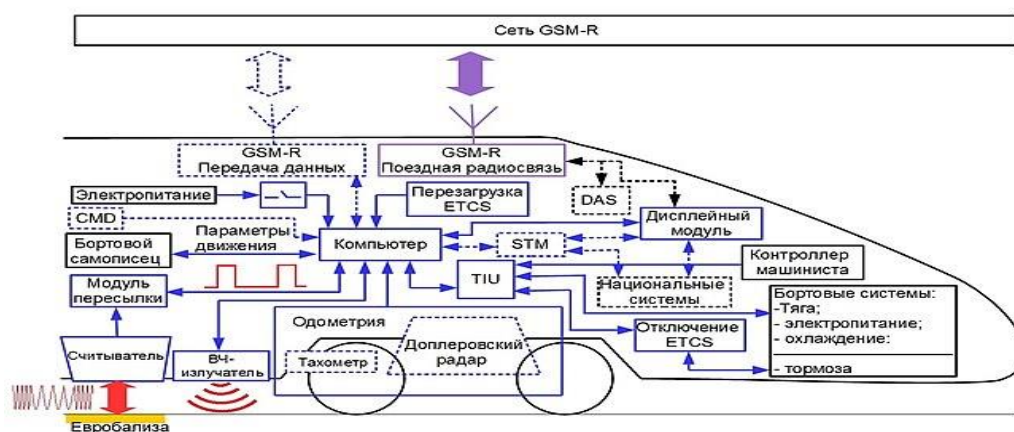 Сеть GSM-R
GSM-R
Передача данных
GSM-R
Поездная радиосвязь
Электропитание
Перезагрузка
ETCS
DAS
CMD
Параметры
движения
Компьютер
STM
Дисплейный
модуль
Бортовой
самописец
TIU
Контроллер
машиниста
Модуль
пересылки
Национальные
системы
Бортовые системы:
-Тяга;
- электропитание;
- охлаждение:
- тормоза
Одометрия
Отключение
ETCS
Считыватель
ВЧ-
излучатель
Тахометр
Доплеровский
радар
Евробализа